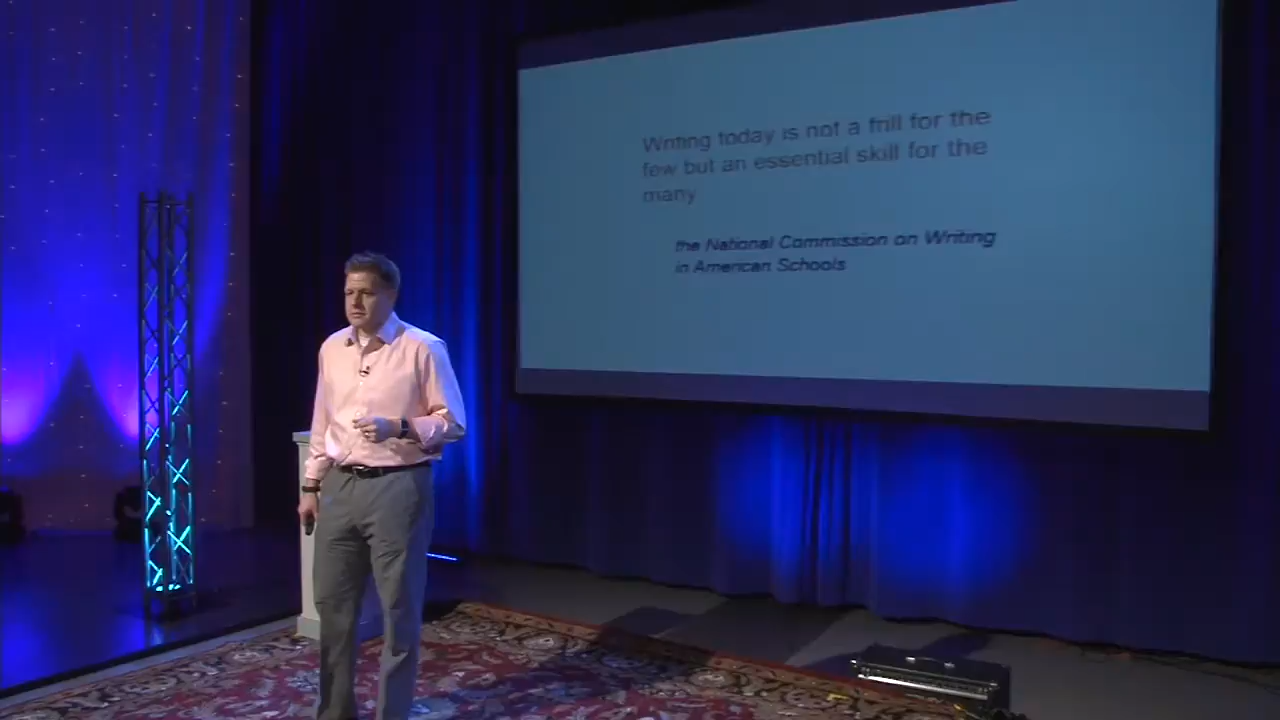 Writing today is not a frill for the
few but an essential skill for the
many
the National Commission on Writing
in American Schools